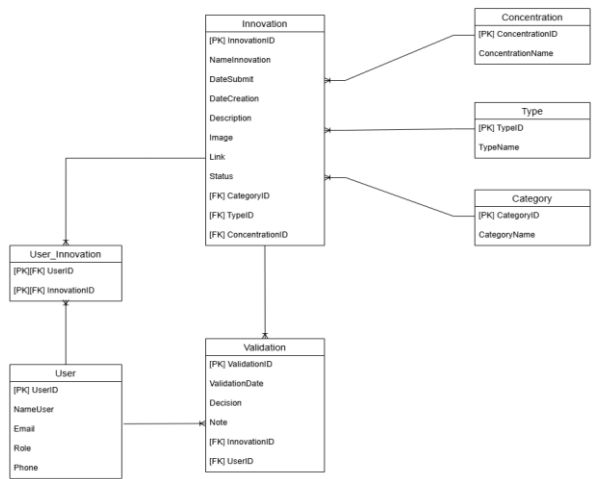 Innovation
[PK] InnovationID
NameInnovation
DateSubmit
DateCreation
Description
Image
Link
Status
[FK] CategoryID
[FK] TypeID
[FK] ConcentrationID
Concentration
[PK] ConcentrationID
ConcentrationName
Type
[PK] TypeID
TypeName
Category
[PK] CategoryID
CategoryName
User_Innovation
[PK][FK] UserID
[PK][FK] InnovationID
User
[PK] UserID
NameUser
Email
Role
Phone
Validation
[PK] ValidationID
ValidationDate
Decision
Note
[FK] InnovationID
[FK] UserID